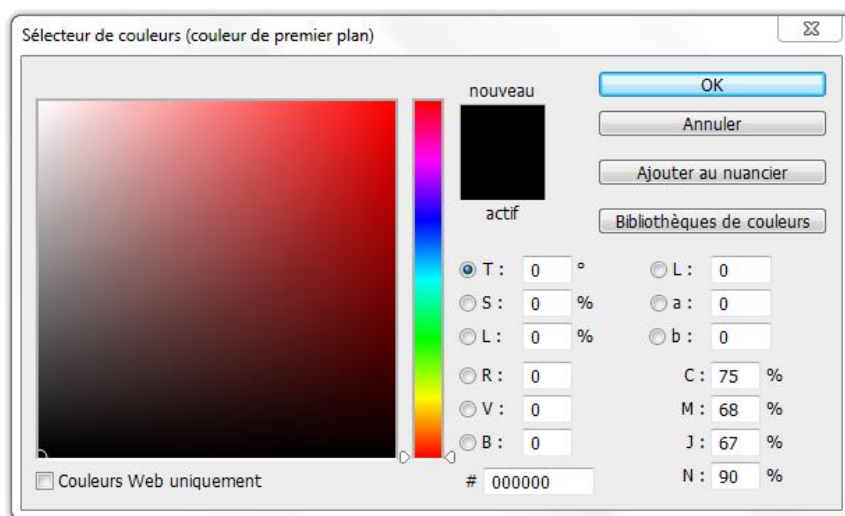 Sélecteur de couleurs (couleur de premier plan)
nouveau
actif
OK
Annuler
Ajouter au nuancier
Bibliothèques de couleurs
T : 0 °
S : 0 %
L : 0 %
R : 0
V : 0
B : 0
# 000000
L : 0
a : 0
b : 0
C : 75 %
M : 68 %
J : 67 %
N : 90 %
Couleurs Web uniquement